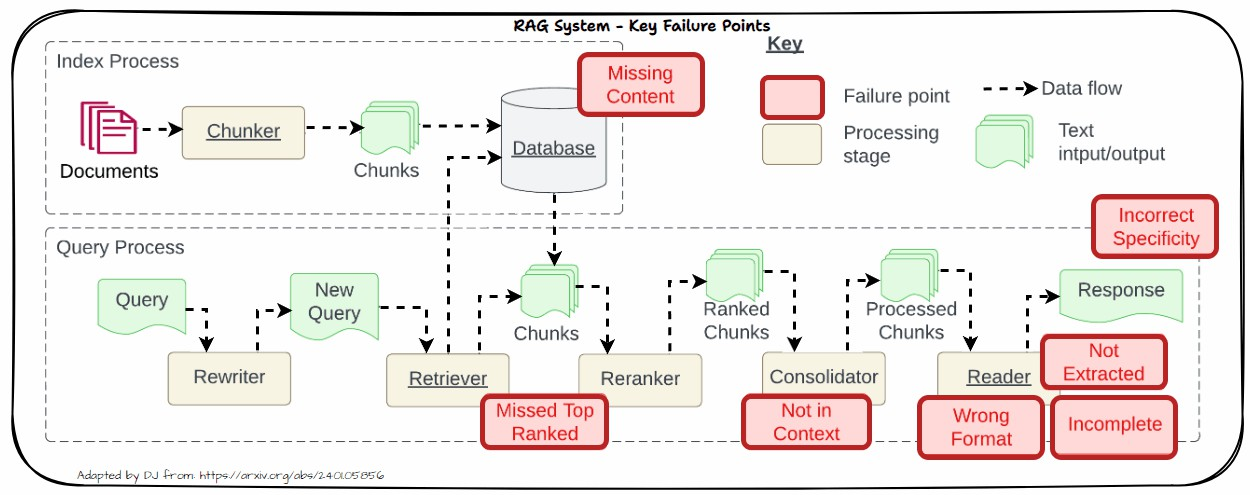 RAG System - Key Failure Points
Index Process
Documents
Chunker
Chunks
Database
Missing
Content
Key
Failure point
Processing
stage
Data flow
Text
intput/output
Query Process
Query
Rewriter
New
Query
Retriever
Missed Top
Ranked
Chunks
Reranker
Ranked
Chunks
Consolidator
Not in
Context
Processed
Chunks
Reader
Response
Incorrect
Specificity
Not
Extracted
Wrong
Format
Incomplete
Adapted by DJ from: https://arxiv.org/abs/2401.05856